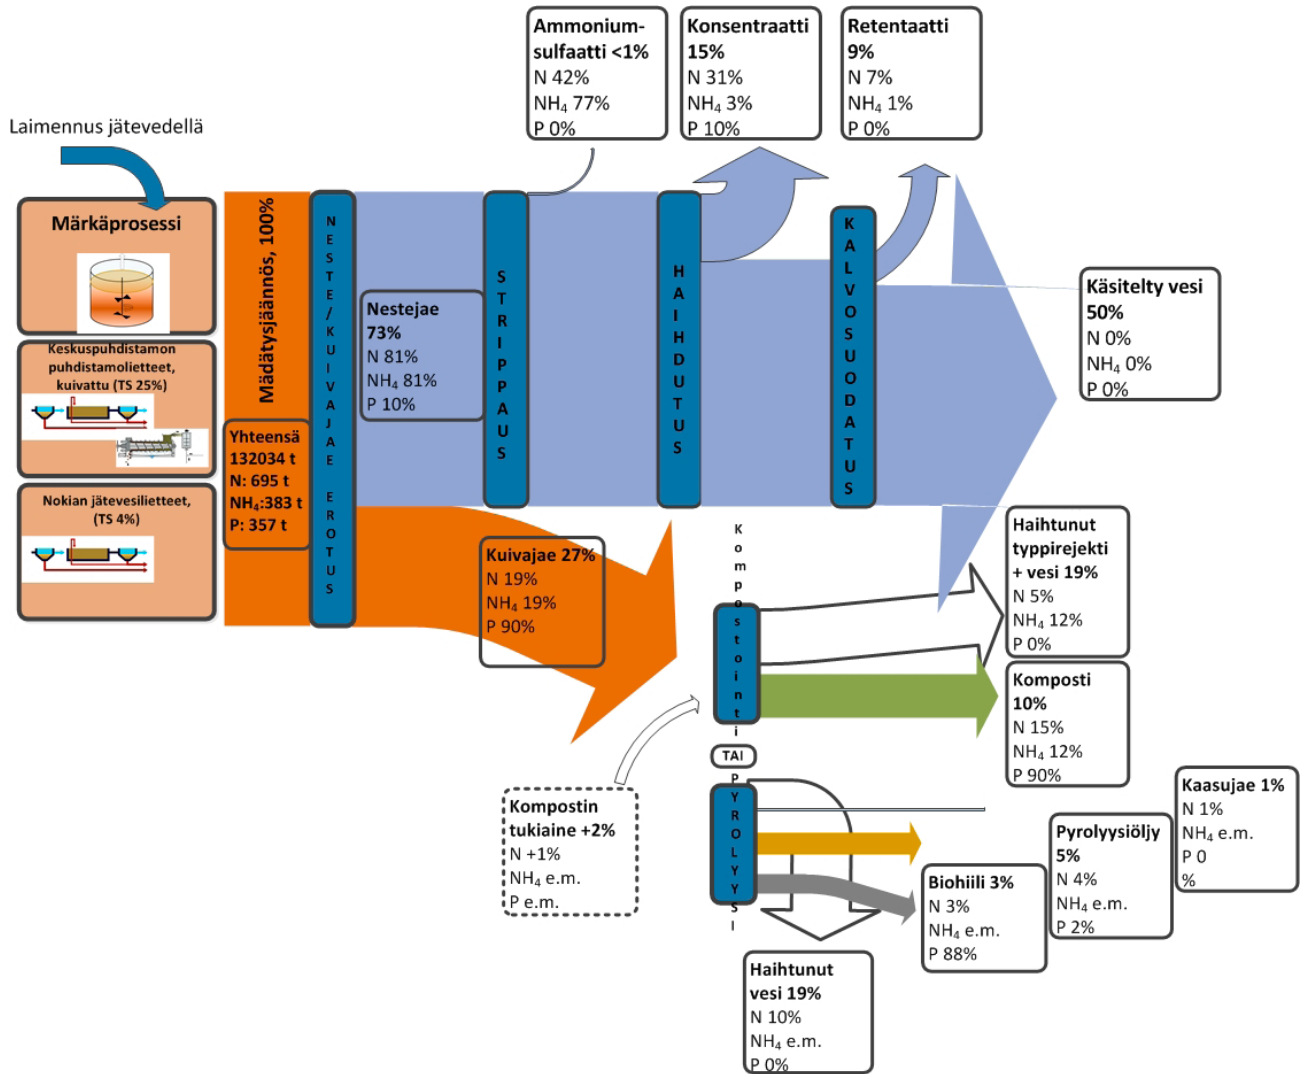 Laimennus jätevedellä
Märkäprosessi
Keskuspuhdistamon
puhdistamolietteet,
kuivattu (TS 25%)
Nokian jätevesilietteet,
(TS 4%)
Mädätysjäännös, 100%
Yhteensä
132034 t
N: 695 t
NH₄:383 t
P: 357 t
NESTE/KUIVAJAE EROTUS
Nestejae
73%
N 81%
NH₄ 81%
P 10%
STRIPPAUS
Ammonium-
sulfaatti <1%
N 42%
NH₄ 77%
P 0%
HAIHDUTUS
Konsentraatti
15%
N 31%
NH₄ 3%
P 10%
KALVOSUODATUS
Retentaatti
9%
N 7%
NH₄ 1%
P 0%
Käsitelty vesi
50%
N 0%
NH₄ 0%
P 0%
Kuivajae 27%
N 19%
NH₄ 19%
P 90%
Kompostointi
Haihtunut
typpirejekti
+ vesi 19%
N 5%
NH₄ 12%
P 0%
Komposti
10%
N 15%
NH₄ 12%
P 90%
TAI
Kompostin
tukiaine +2%
N +1%
NH₄ e.m.
P e.m.
PYROLYYSI
Kaasujae 1%
N 1%
NH₄ e.m.
P 0
%
Pyrolyysiöljy
5%
N 4%
NH₄ e.m.
P 2%
Biohiili 3%
N 3%
NH₄ e.m.
P 88%
Haihtunut
vesi 19%
N 10%
NH₄ e.m.
P 0%